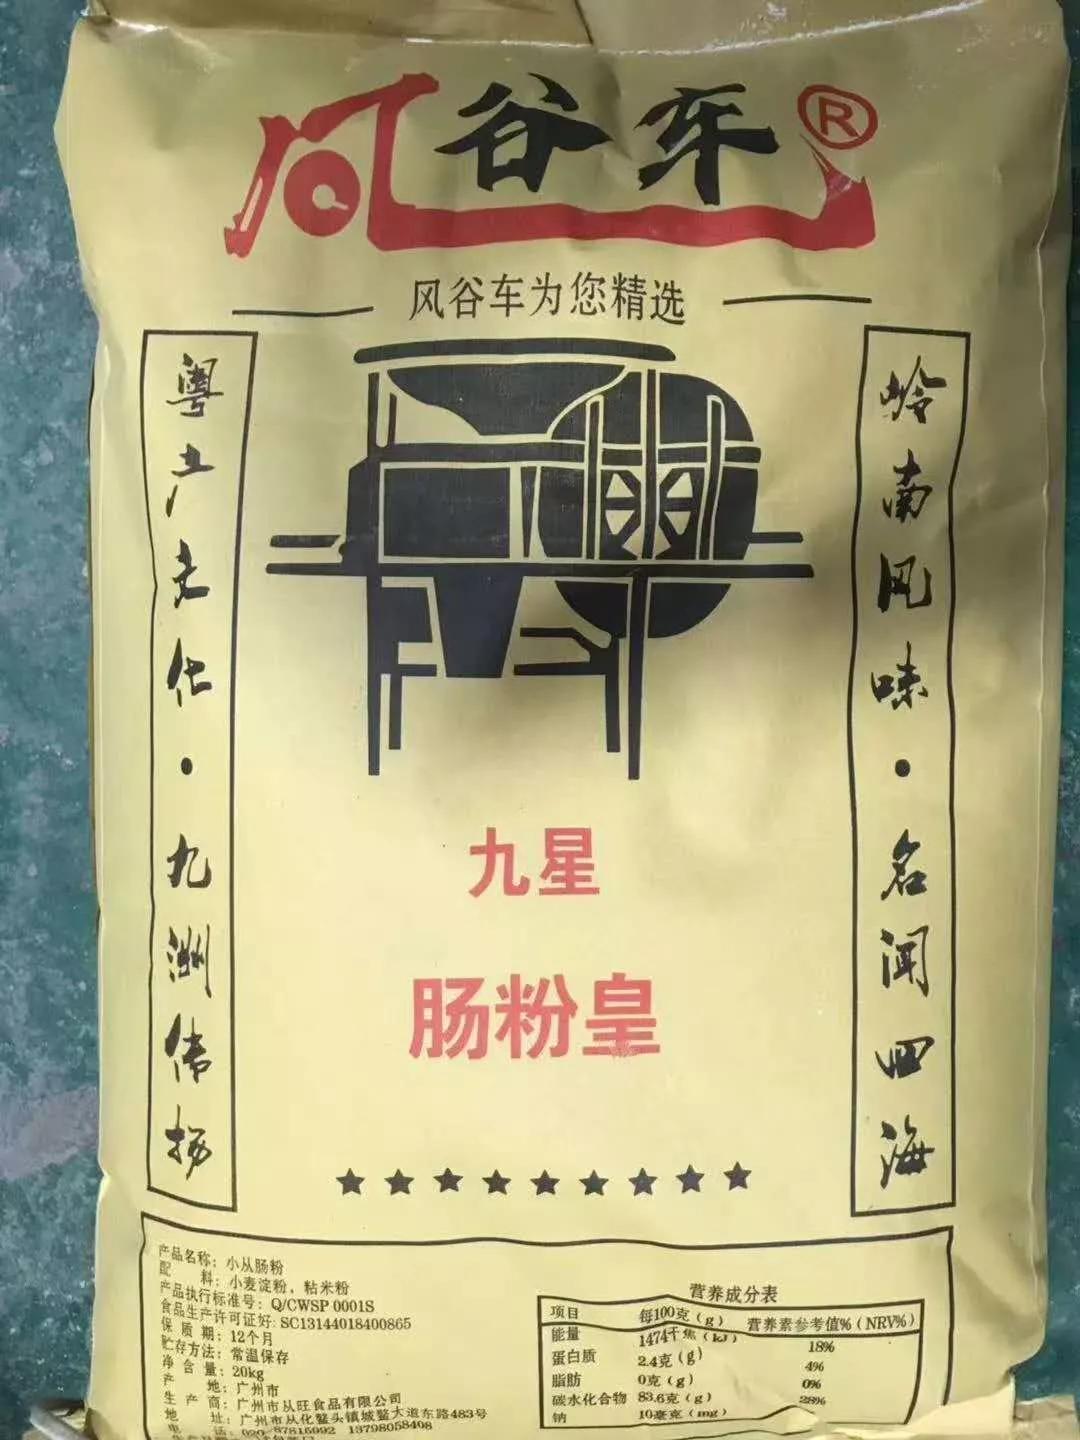 风谷车®
风谷车为您精选
粤产文化·九洲传扬
岭南风味·名闻四海
九星
肠粉皇
★★★★★★★★★
产品名称：小从肠粉
配 料：小麦淀粉，粘米粉
产品执行标准号：Q/CWSP 0001S
食品生产许可证好：SC13144018400865
保 质 期：12个月
贮存方法：常温保存
净 含 量：20kg
产 地：广州市
生 产 商：广州市从旺食品有限公司
地 址：广州市从化鳌头镇城鳌大道东路483号
电 话：020-87815992 13798058408
营养成分表
项目 每100克（g） 营养素参考值%（NRV%）
能量 1474千焦（kJ） 18%
蛋白质 2.4克（g） 4%
脂肪 0克（g） 0%
碳水化合物 83.6克（g） 28%
钠 10毫克（mg）